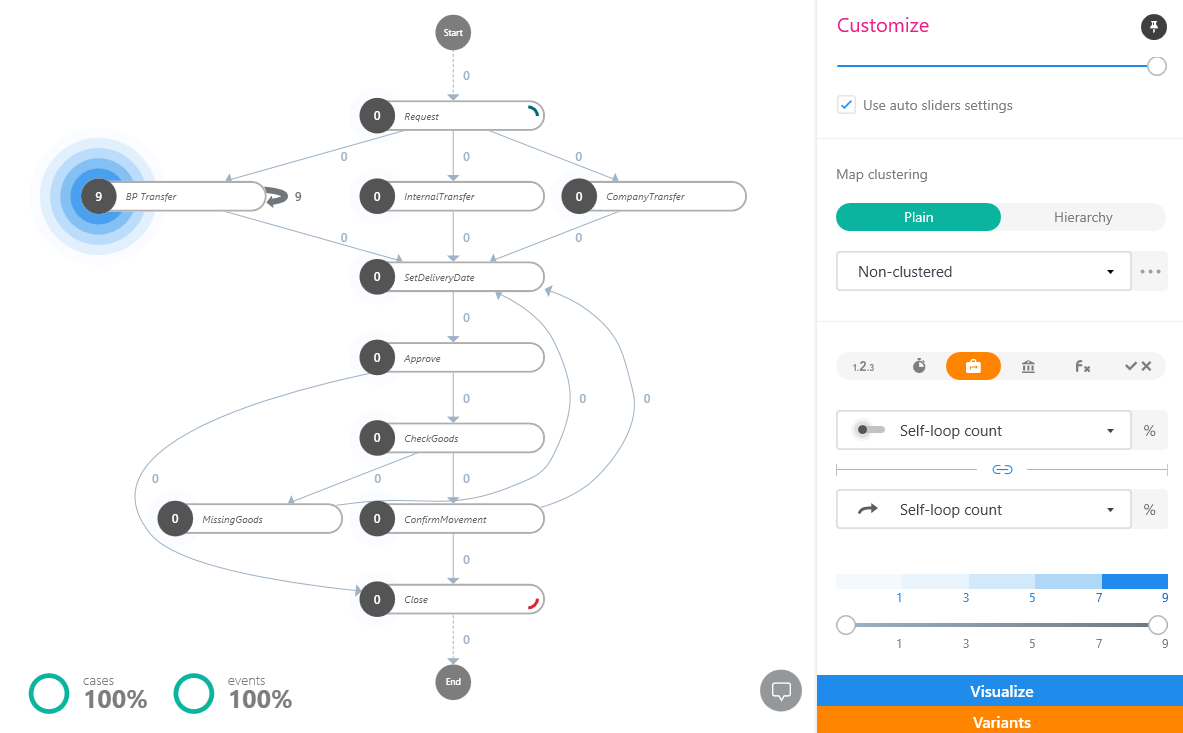 Start
0
0 Request
0 0 0
9 BP Transfer 9
0 InternalTransfer
0 CompanyTransfer
0 0 0
0 SetDeliveryDate
0
0 Approve
0 0 0
0 CheckGoods
0 0 0
0 MissingGoods
0 ConfirmMovement
0
0 Close
0
End
cases
100%
events
100%
Customize
Use auto sliders settings
Map clustering
Plain Hierarchy
Non-clustered
1.2.3 Fx
Self-loop count %
Self-loop count %
1 3 5 7 9
1 3 5 7 9
Visualize
Variants